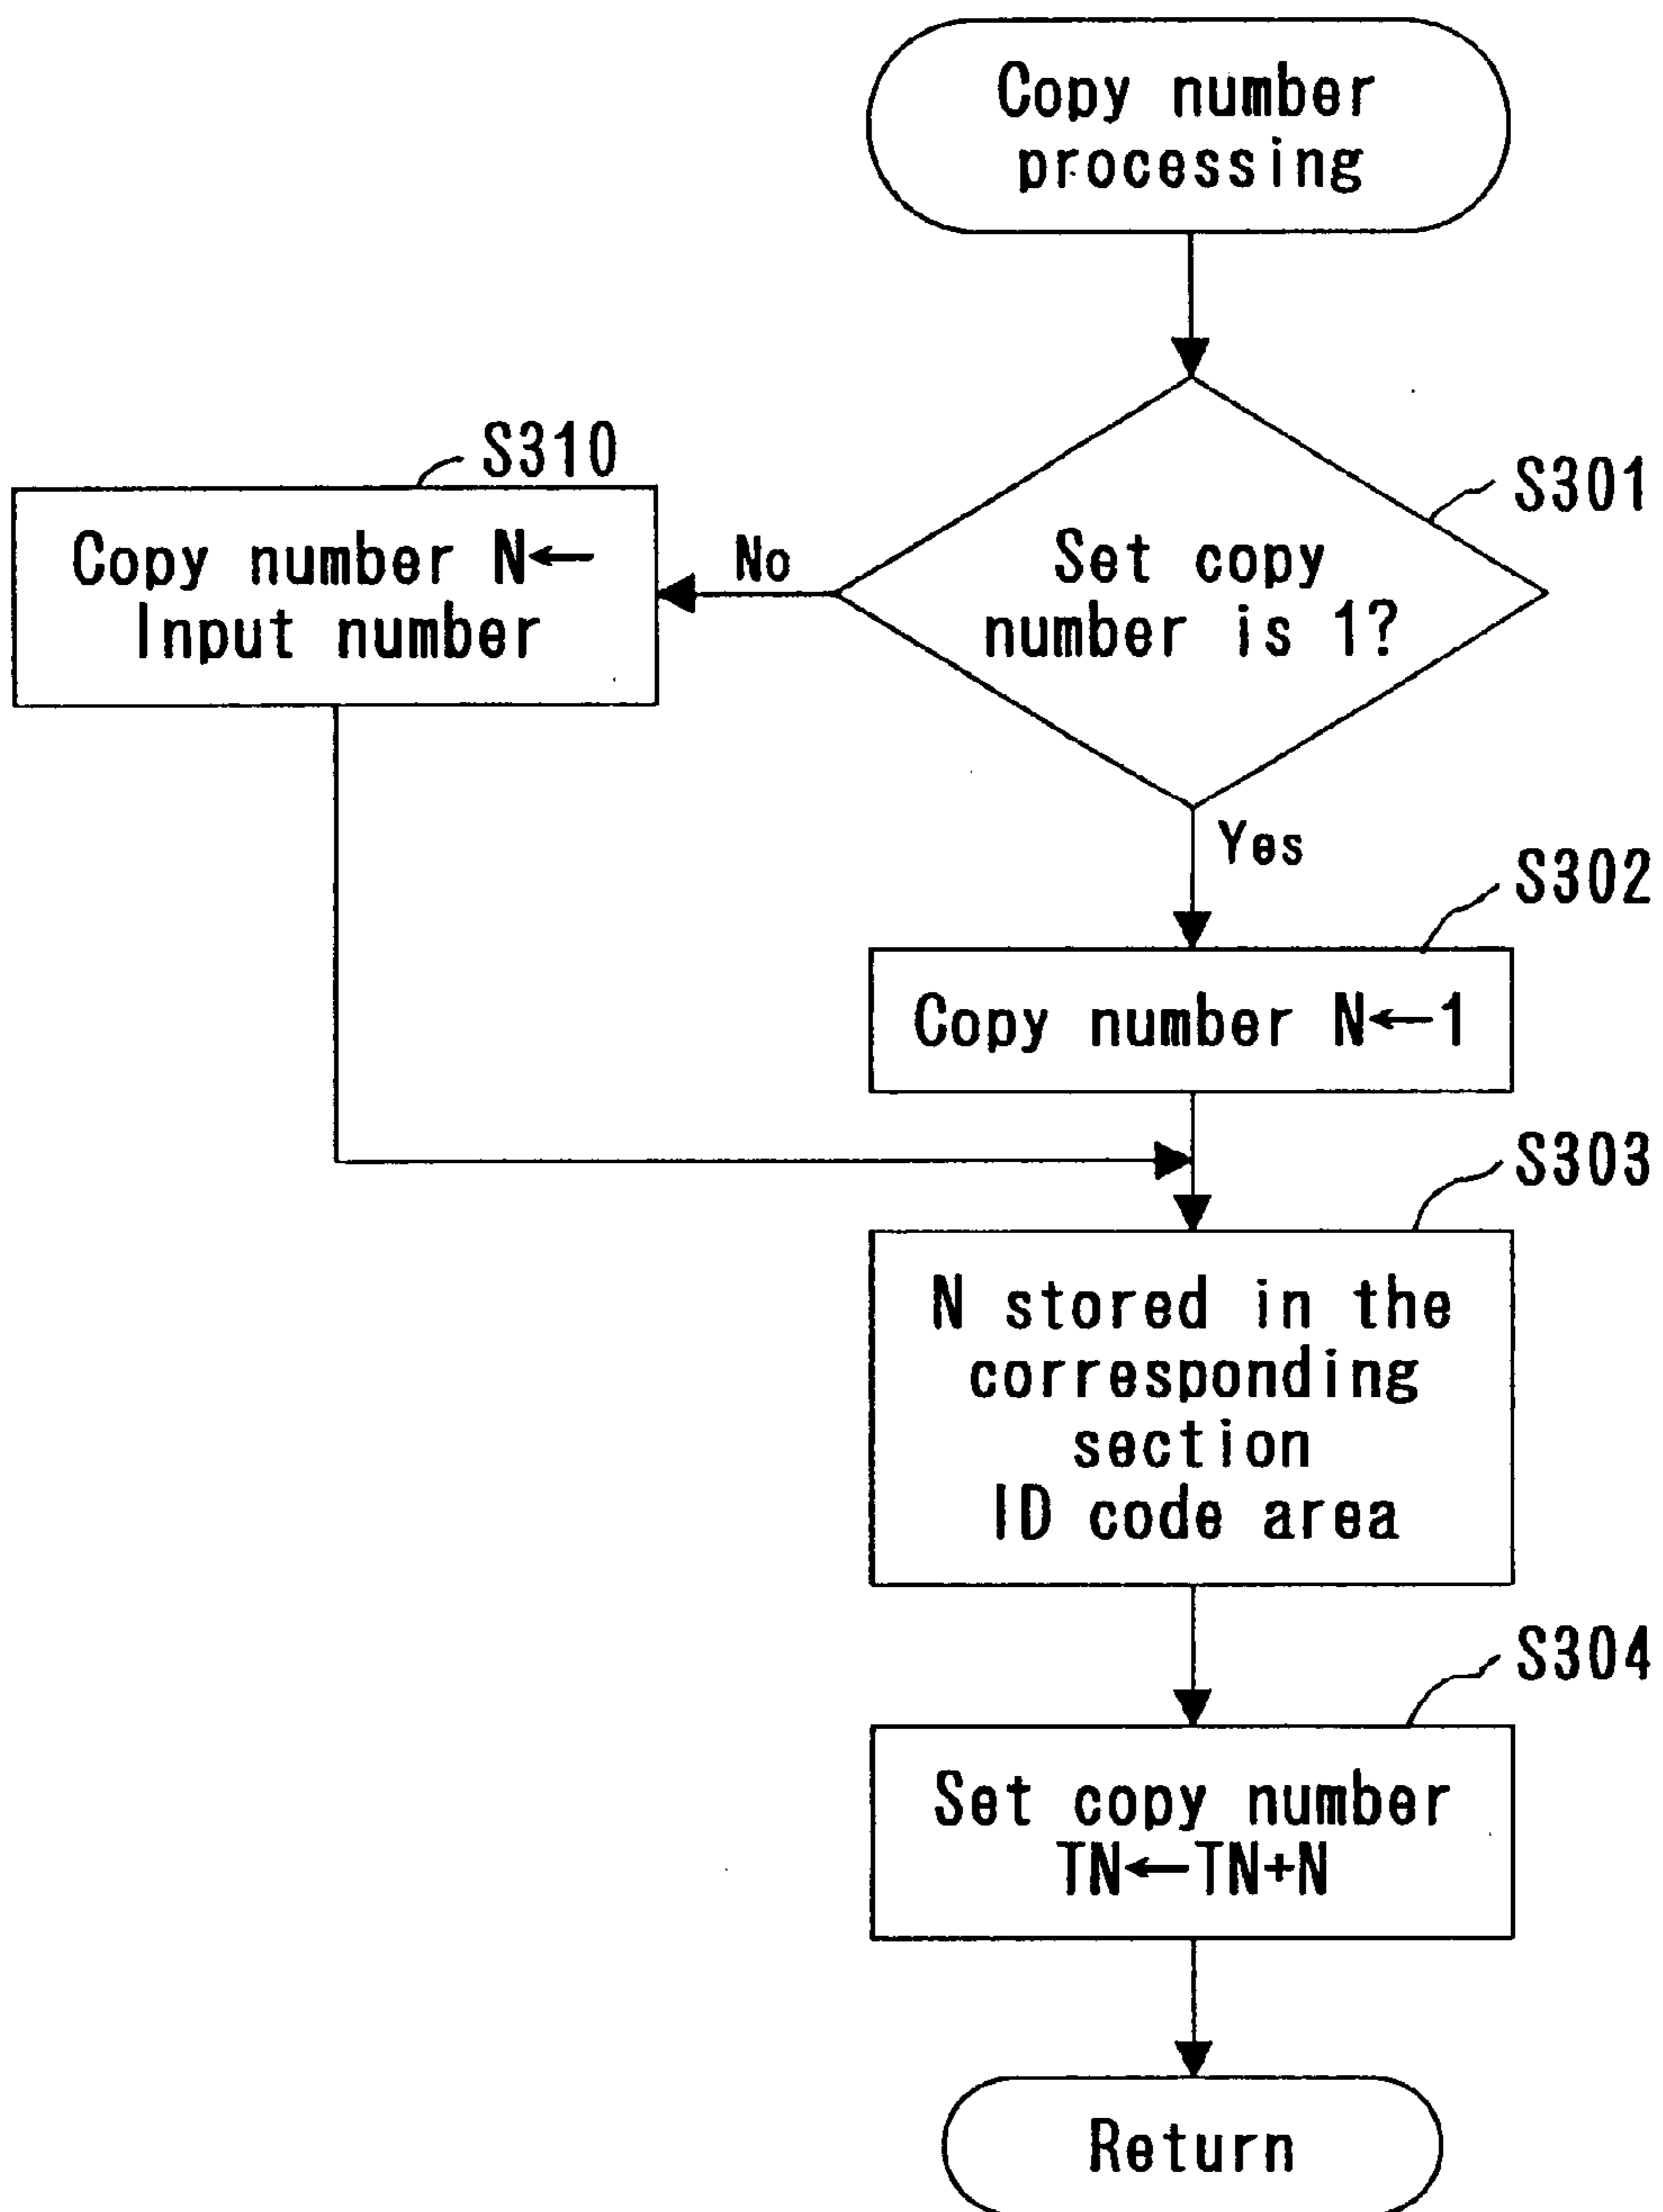 Copy number
processing
S301
Set copy
number is 1?
No
S310
Copy number N←
Input number
Yes
S302
Copy number N←1
S303
N stored in the
corresponding
section
ID code area
S304
Set copy number
TN←TN+N
Return